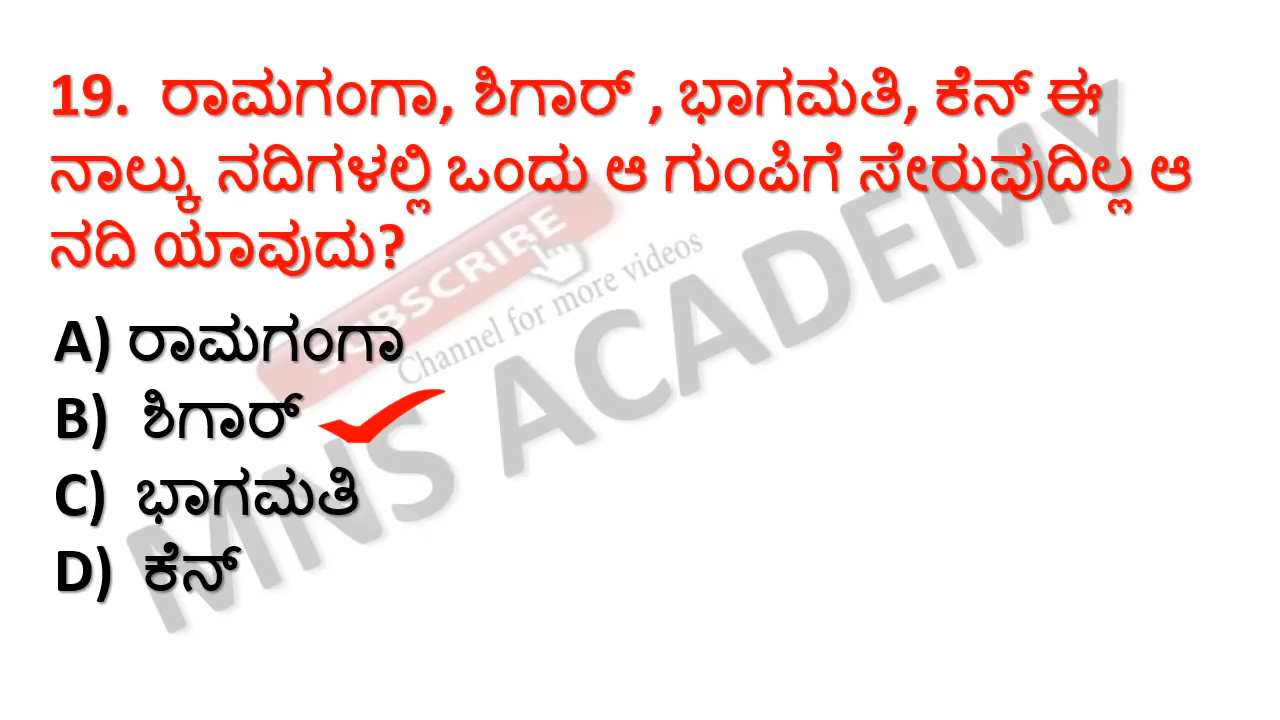 19. ರಾಮಗಂಗಾ, ಶಿಗಾರ್ , ಭಾಗಮತಿ, ಕೆನ್ ಈ
ನಾಲ್ಕು ನದಿಗಳಲ್ಲಿ ಒಂದು ಆ ಗುಂಪಿಗೆ ಸೇರುವುದಿಲ್ಲ ಆ
ನದಿ ಯಾವುದು?
A) ರಾಮಗಂಗಾ
B) ಶಿಗಾರ್
C) ಭಾಗಮತಿ
D) ಕೆನ್
SUBSCRIBE
Channel for more videos
MNS ACADEMY